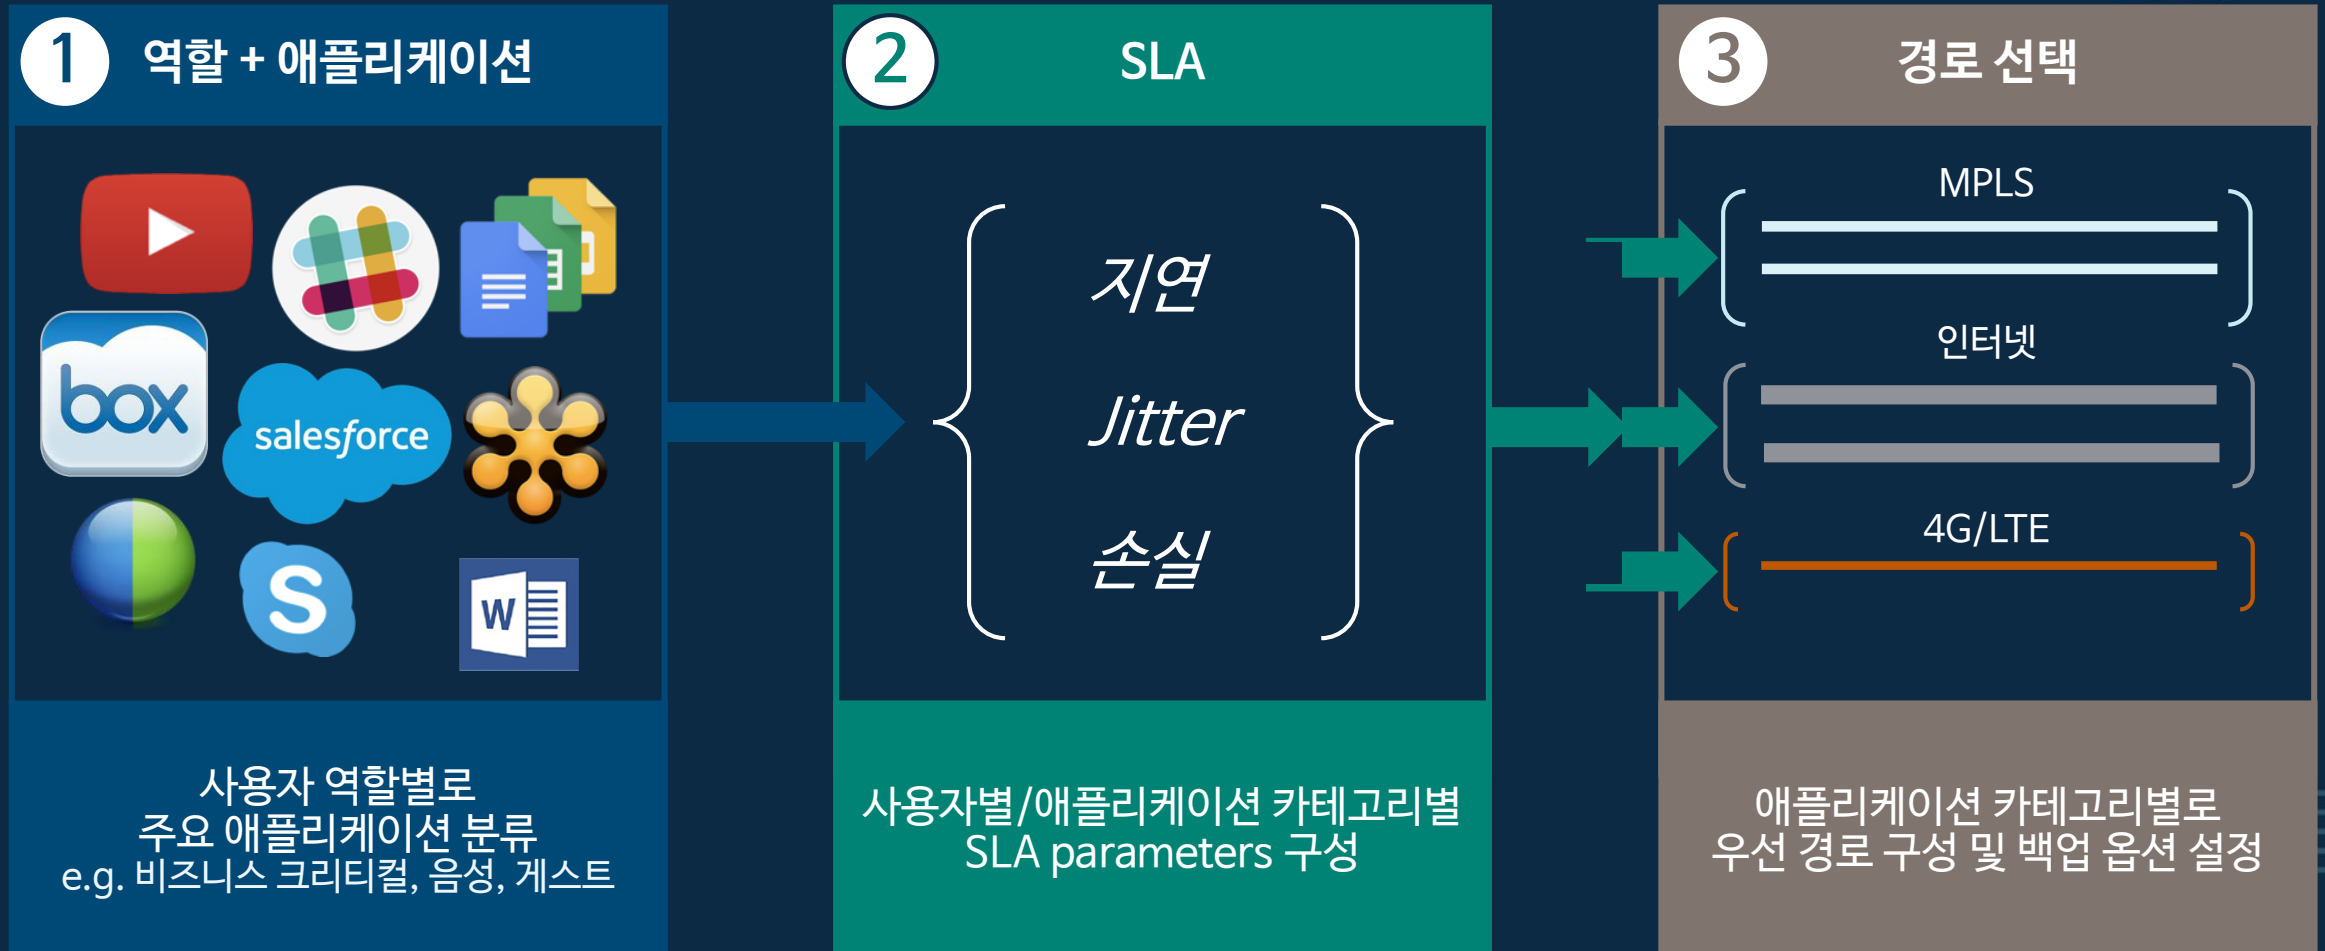 1 역할 + 애플리케이션
box
salesforce
S
W
사용자 역할별로
주요 애플리케이션 분류
e.g. 비즈니스 크리티컬, 음성, 게스트
2 SLA
지연
Jitter
손실
사용자별/애플리케이션 카테고리별
SLA parameters 구성
3 경로 선택
MPLS
인터넷
4G/LTE
애플리케이션 카테고리별로
우선 경로 구성 및 백업 옵션 설정